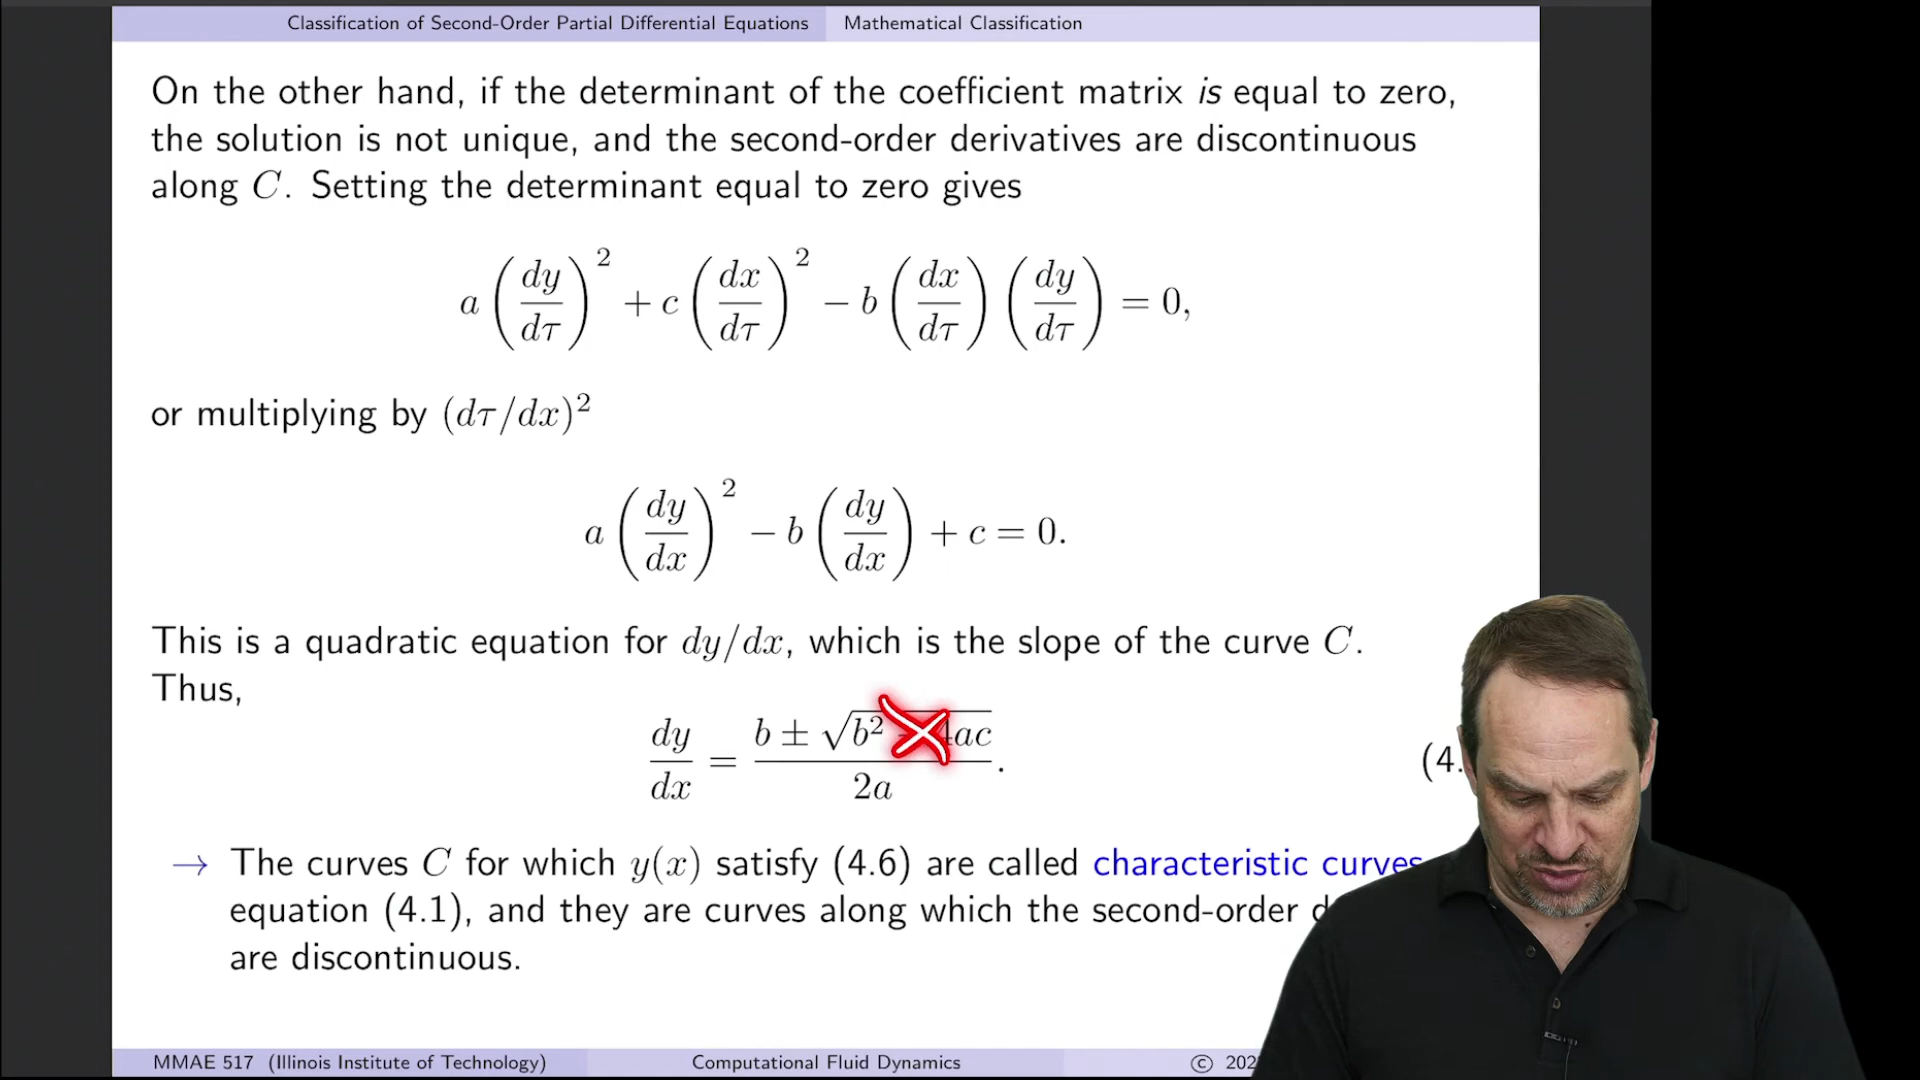 Classification of Second-Order Partial Differential Equations Mathematical Classification
On the other hand, if the determinant of the coefficient matrix is equal to zero,
the solution is not unique, and the second-order derivatives are discontinuous
along C. Setting the determinant equal to zero gives
a (dy/dτ)² + c (dx/dτ)² − b (dx/dτ) (dy/dτ) = 0,
or multiplying by (dτ/dx)²
a (dy/dx)² − b (dy/dx) + c = 0.
This is a quadratic equation for dy/dx, which is the slope of the curve C.
Thus,
dy/dx = (b ± √(b² − 4ac)) / 2a. (4.
→ The curves C for which y(x) satisfy (4.6) are called characteristic curves
equation (4.1), and they are curves along which the second-order
are discontinuous.
MMAE 517 (Illinois Institute of Technology) Computational Fluid Dynamics © 202